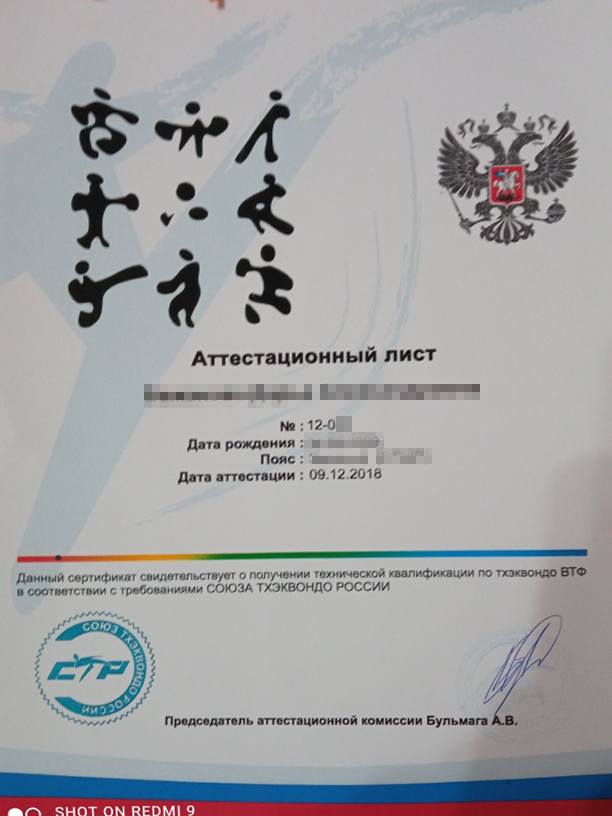 Аттестационный лист
№ : 12-0
Дата рождения :
Пояс :
Дата аттестации : 09.12.2018
Данный сертификат свидетельствует о получении технической квалификации по тхэквондо ВТФ
в соответствии с требованиями СОЮЗА ТХЭКВОНДО РОССИИ
СОЮЗ ТХЭКВОНДО РОССИИ
СТР
Председатель аттестационной комиссии Бульмага А.В.
SHOT ON REDMI 9